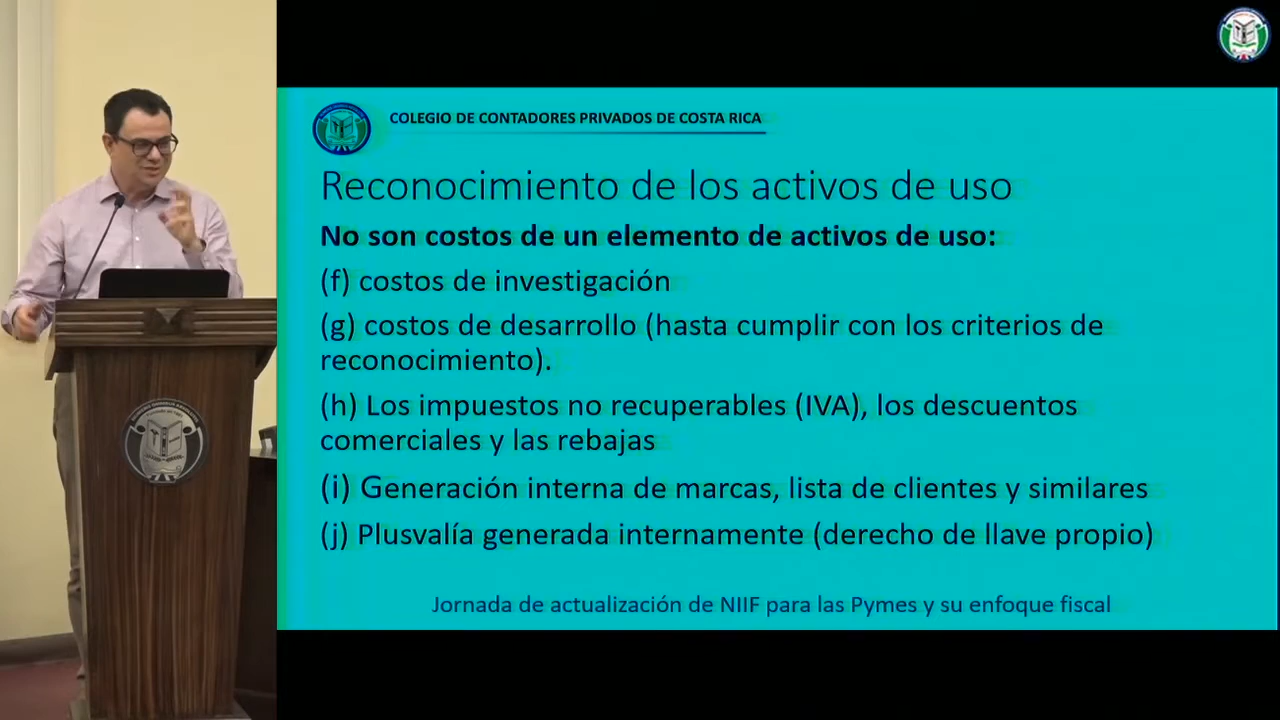 COLEGIO DE CONTADORES PRIVADOS DE COSTA RICA
Reconocimiento de los activos de uso
No son costos de un elemento de activos de uso:
(f) costos de investigación
(g) costos de desarrollo (hasta cumplir con los criterios de
reconocimiento).
(h) Los impuestos no recuperables (IVA), los descuentos
comerciales y las rebajas
(i) Generación interna de marcas, lista de clientes y similares
(j) Plusvalía generada internamente (derecho de llave propio)
Jornada de actualización de NIIF para las Pymes y su enfoque fiscal